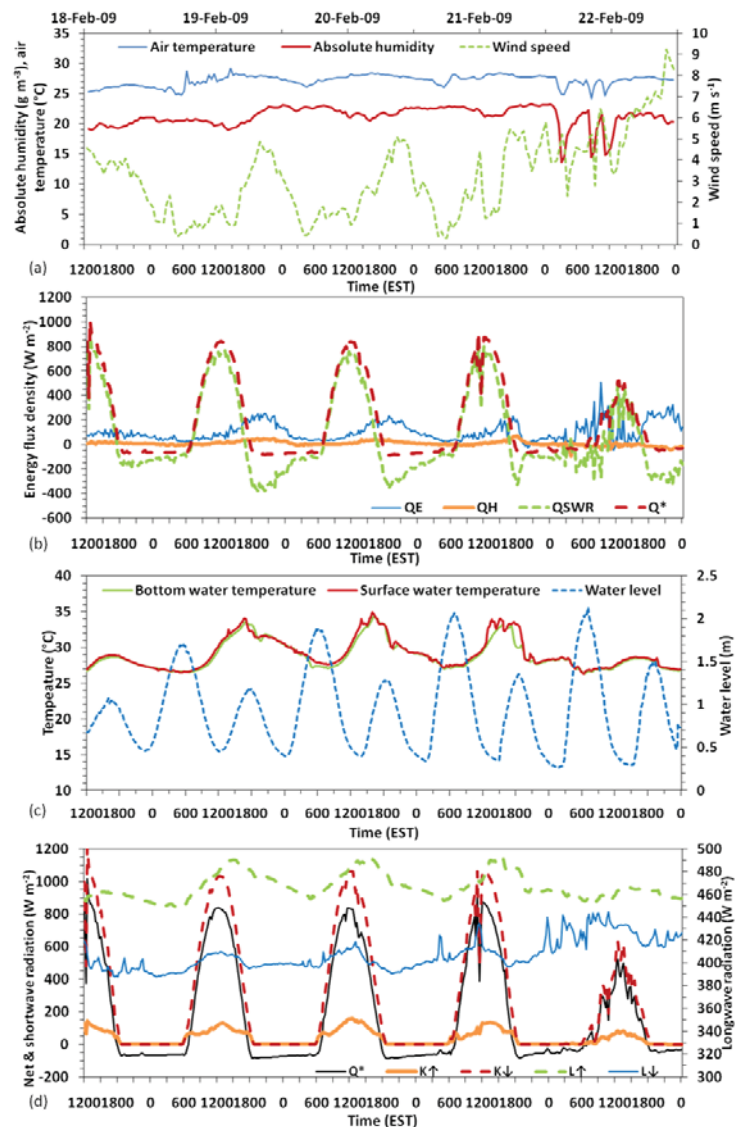 18-Feb-09 19-Feb-09 20-Feb-09 21-Feb-09 22-Feb-09
Absolute humidity (g m⁻³), air temperature (°C)
35
30
25
20
15
10
5
0
Air temperature Absolute humidity Wind speed
10
9
8
7
6
5
4
3
2
1
0
Wind speed (m s⁻¹)
(a)
12001800 0 600 12001800 0 600 12001800 0 600 12001800 0 600 12001800 0
Time (EST)
Energy flux density (W m⁻²)
1200
1000
800
600
400
200
0
-200
-400
-600
QE QH QSWR Q*
(b)
12001800 0 600 12001800 0 600 12001800 0 600 12001800 0 600 12001800 0
Time (EST)
Tempeature (°C)
40
35
30
25
20
15
10
Bottom water temperature Surface water temperature Water level
2.5
2
1.5
1
0.5
0
Water level (m)
(c)
12001800 0 600 12001800 0 600 12001800 0 600 12001800 0 600 12001800 0
Time (EST)
Net & shortwave radiation (W m⁻²)
1200
1000
800
600
400
200
0
-200
500
480
460
440
420
400
380
360
340
320
300
Longwave radiation (W m⁻²)
Q* K↑ K↓ L↑ L↓
(d)
12001800 0 600 12001800 0 600 12001800 0 600 12001800 0 600 12001800 0
Time (EST)